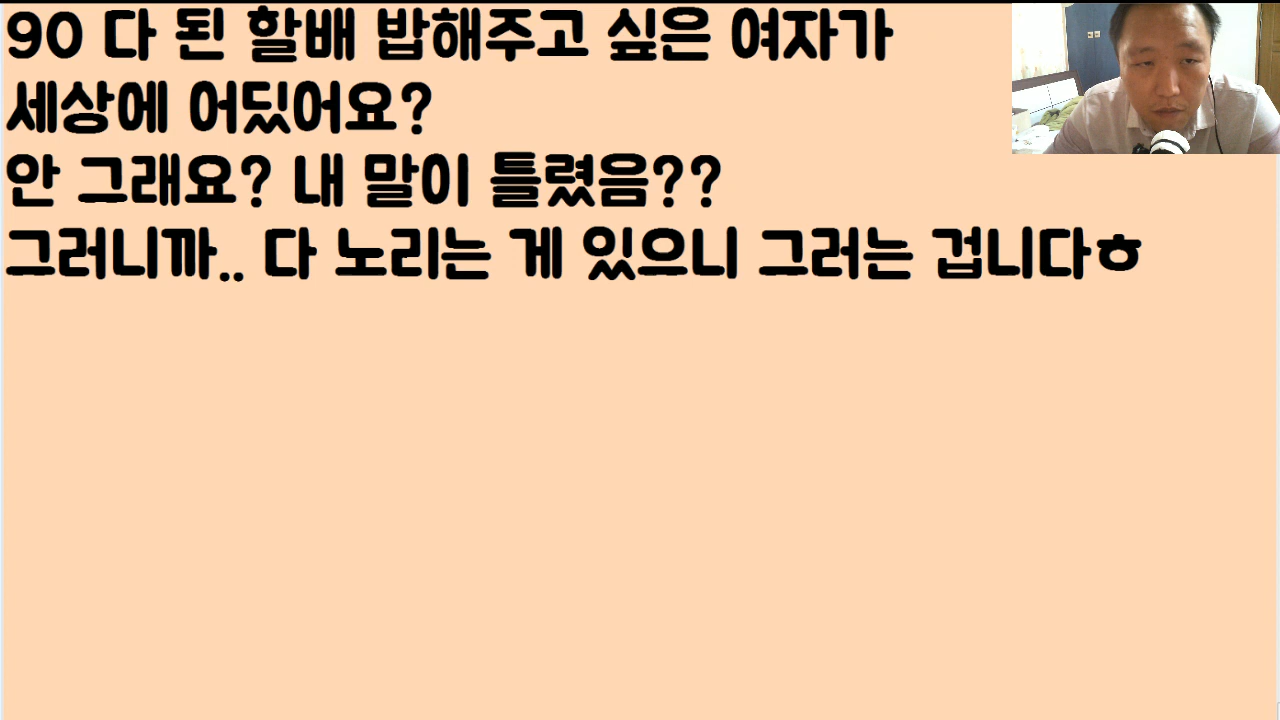 90 다 된 할배 밥해주고 싶은 여자가
세상에 어딨어요?
안 그래요? 내 말이 틀렸음??
그러니까.. 다 노리는 게 있으니 그러는 겁니다ㅎ